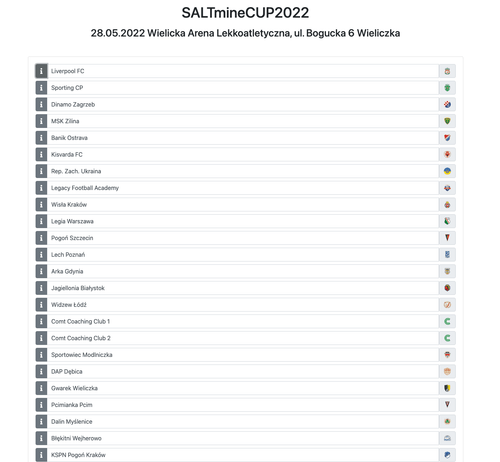 SALTmineCUP2022
28.05.2022 Wielicka Arena Lekkoatletyczna, ul. Bogucka 6 Wieliczka
Liverpool FC
Sporting CP
Dinamo Zagrzeb
MSK Zilina
Banik Ostrava
Kisvarda FC
Rep. Zach. Ukraina
Legacy Football Academy
Wisła Kraków
Legia Warszawa
Pogoń Szczecin
Lech Poznań
Arka Gdynia
Jagiellonia Białystok
Widzew Łódź
Comt Coaching Club 1
Comt Coaching Club 2
Sportowiec Modlniczka
DAP Dębica
Gwarek Wieliczka
Pcimianka Pcim
Dalin Myślenice
Błękitni Wejherowo
KSPN Pogoń Kraków